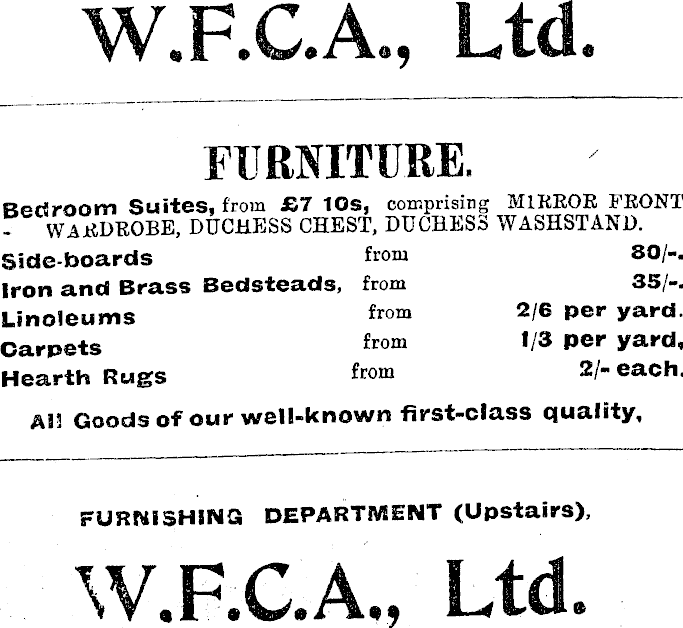 W.F.C.A., Ltd.
FURNITURE.
Bedroom Suites, from £7 10s, comprising MIRROR FRONT
- WARDROBE, DUCHESS CHEST, DUCHESS WASHSTAND.
Side-boards from 80/-.
Iron and Brass Bedsteads, from 35/-.
Linoleums from 2/6 per yard.
Carpets from 1/3 per yard,
Hearth Rugs from 2/- each.
All Goods of our well-known first-class quality,
FURNISHING DEPARTMENT (Upstairs),
W.F.C.A., Ltd.